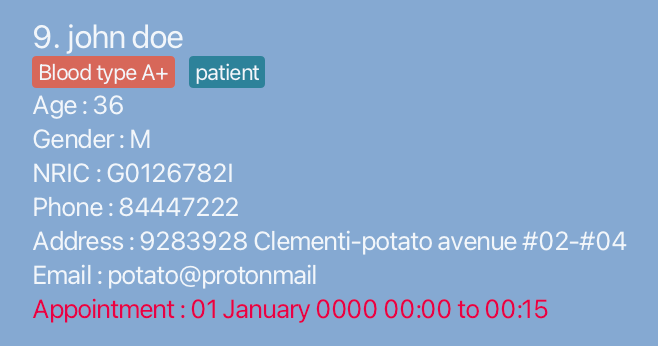 9. john doe
Blood type A+ patient
Age : 36
Gender : M
NRIC : G0126782I
Phone : 84447222
Address : 9283928 Clementi-potato avenue #02-#04
Email : potato@protonmail
Appointment : 01 January 0000 00:00 to 00:15